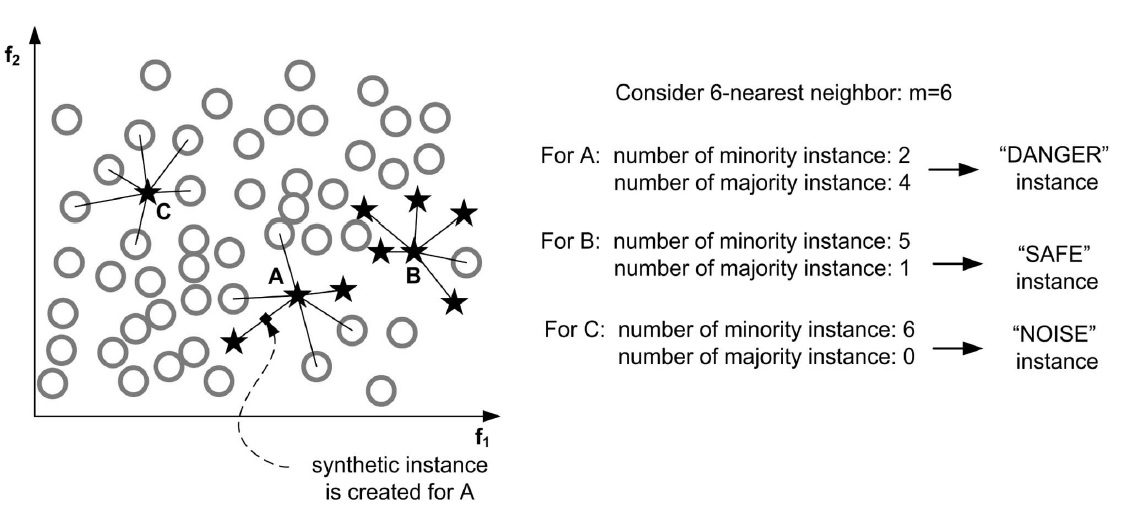 f2
C
A
B
f1
synthetic instance
is created for A
Consider 6-nearest neighbor: m=6
For A: number of minority instance: 2
number of majority instance: 4
“DANGER”
instance
For B: number of minority instance: 5
number of majority instance: 1
“SAFE”
instance
For C: number of minority instance: 6
number of majority instance: 0
“NOISE”
instance